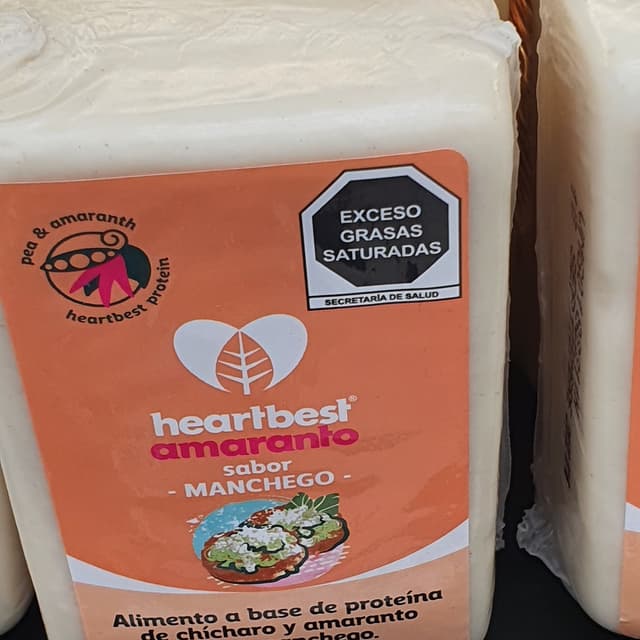 pea & amaranth
heartbest protein
EXCESO
GRASAS
SATURADAS
SECRETARÍA DE SALUD
heartbest®
amaranto
sabor
- MANCHEGO -
Alimento a base de proteína
de chícharo y amaranto